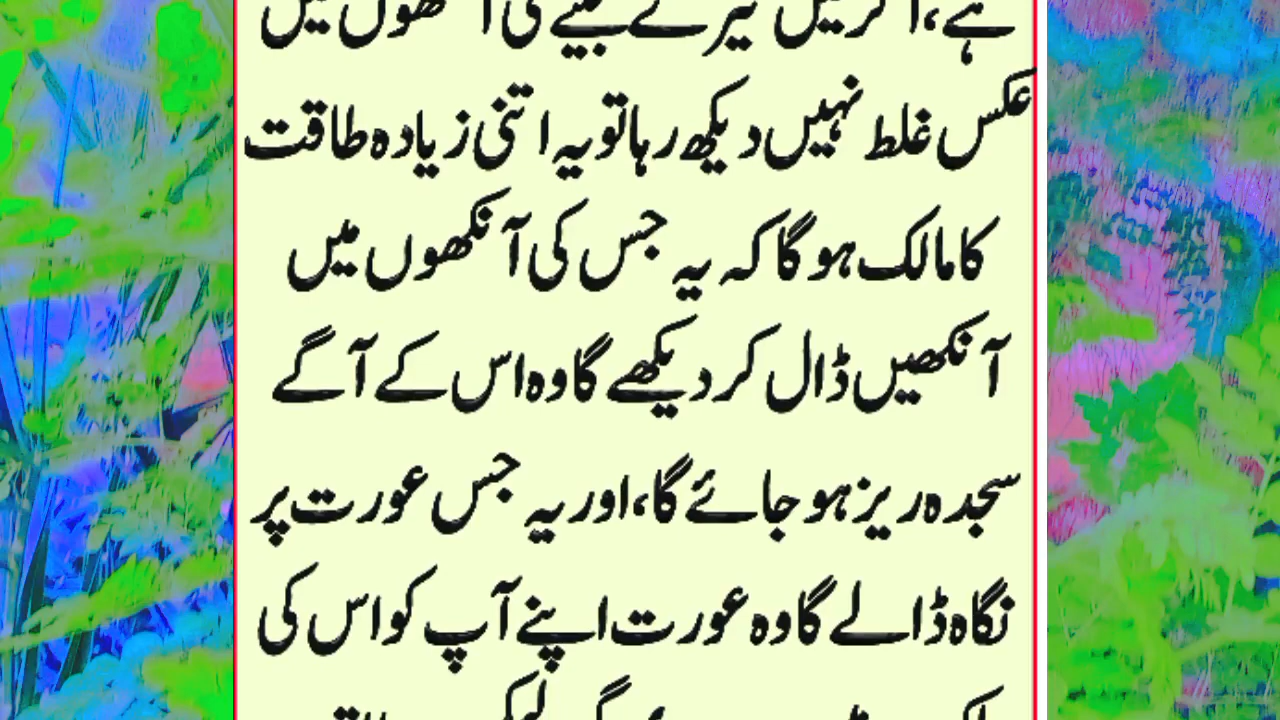 ہے، اگر میں تیرے بیٹے کی آنکھوں میں
عکس غلط نہیں دیکھ رہا تو یہ اتنی زیادہ طاقت
کا مالک ہو گا کہ یہ جس کی آنکھوں میں
آنکھیں ڈال کر دیکھے گا وہ اس کے آگے
سجدہ ریز ہو جائے گا، اور یہ جس عورت پر
نگاہ ڈالے گا وہ عورت اپنے آپ کو اس کی